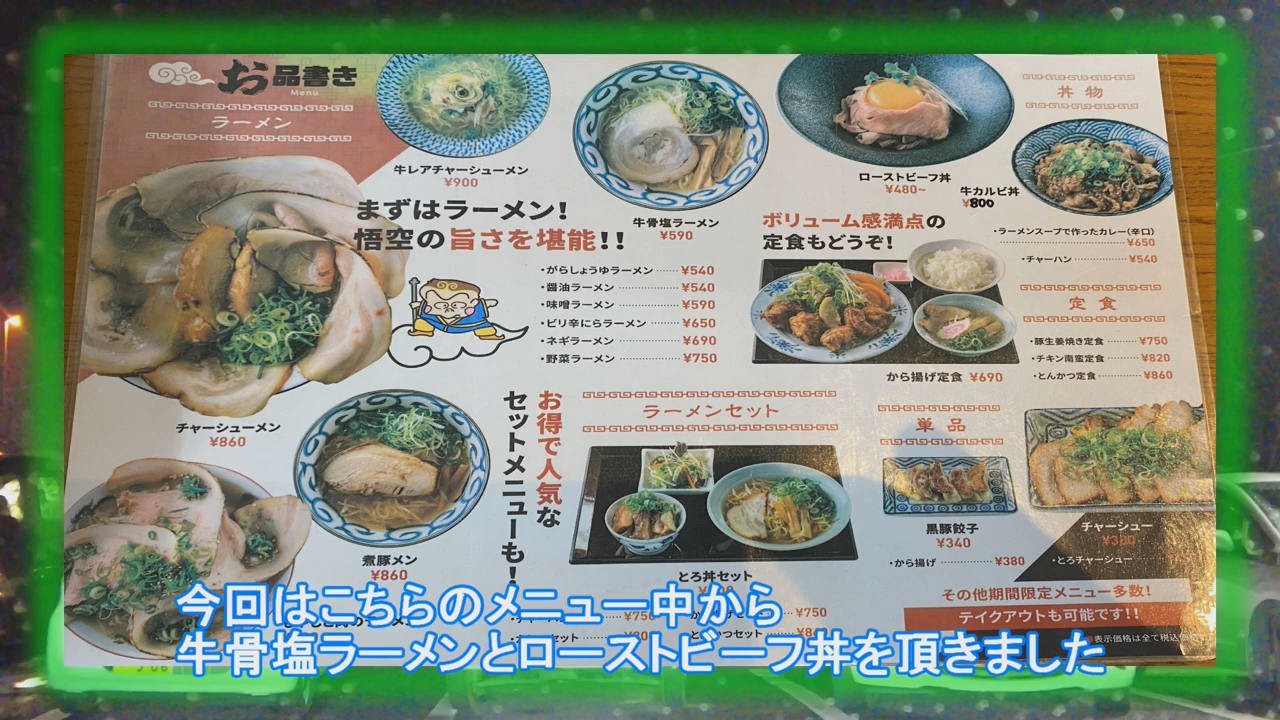 お品書き
Menu
ラーメン
牛レアチャーシューメン
¥900
牛骨塩ラーメン
¥590
ローストビーフ丼
¥480~
丼物
牛カルビ丼
¥800
・ラーメンスープで作ったカレー(辛口)
¥650
・チャーハン ¥540
まずはラーメン!
悟空の旨さを堪能!!
・がらしょうゆラーメン ¥540
・醤油ラーメン ¥540
・味噌ラーメン ¥590
・ピリ辛にらラーメン ¥650
・ネギラーメン ¥690
・野菜ラーメン ¥750
ボリューム感満点の
定食もどうぞ!
から揚げ定食 ¥690
定食
・豚生姜焼き定食 ¥750
・チキン南蛮定食 ¥820
・とんかつ定食 ¥860
チャーシューメン
¥860
煮豚メン
¥860
お得で人気な
セットメニューも!
ラーメンセット
とろ丼セット
¥750
¥750
単品
黒豚餃子
¥340
・から揚げ ¥380
チャーシュー
¥380
・とろチャーシュー
その他期間限定メニュー多数!
テイクアウトも可能です!!
表示価格は全て税込価格
今回はこちらのメニュー中から
牛骨塩ラーメンとローストビーフ丼を頂きました